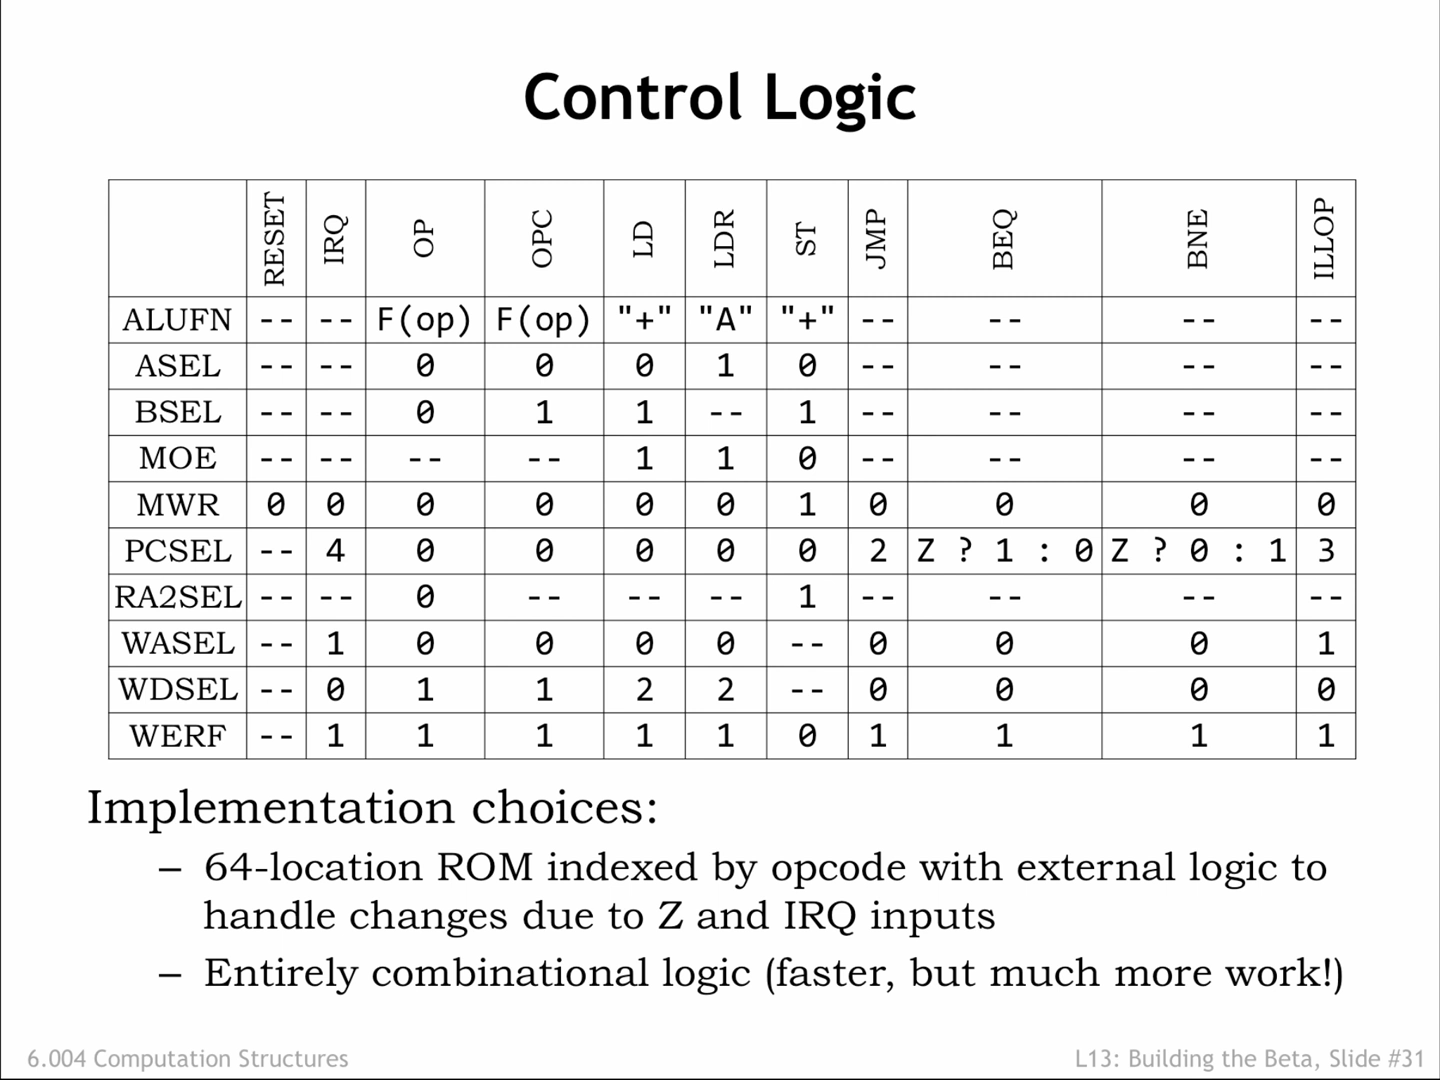 Control Logic
RESET IRQ OP OPC LD LDR ST JMP BEQ BNE ILLOP
ALUFN -- -- F(op) F(op) "+" "A" "+" -- -- -- --
ASEL -- -- 0 0 0 1 0 -- -- -- --
BSEL -- -- 0 1 1 -- 1 -- -- -- --
MOE -- -- -- -- 1 1 0 -- -- -- --
MWR 0 0 0 0 0 0 1 0 0 0 0
PCSEL -- 4 0 0 0 0 0 2 Z ? 1 : 0 Z ? 0 : 1 3
RA2SEL -- -- 0 -- -- -- 1 -- -- -- --
WASEL -- 1 0 0 0 0 -- 0 0 0 1
WDSEL -- 0 1 1 2 2 -- 0 0 0 0
WERF -- 1 1 1 1 1 0 1 1 1 1
Implementation choices:
– 64-location ROM indexed by opcode with external logic to
handle changes due to Z and IRQ inputs
– Entirely combinational logic (faster, but much more work!)
6.004 Computation Structures
L13: Building the Beta, Slide #31